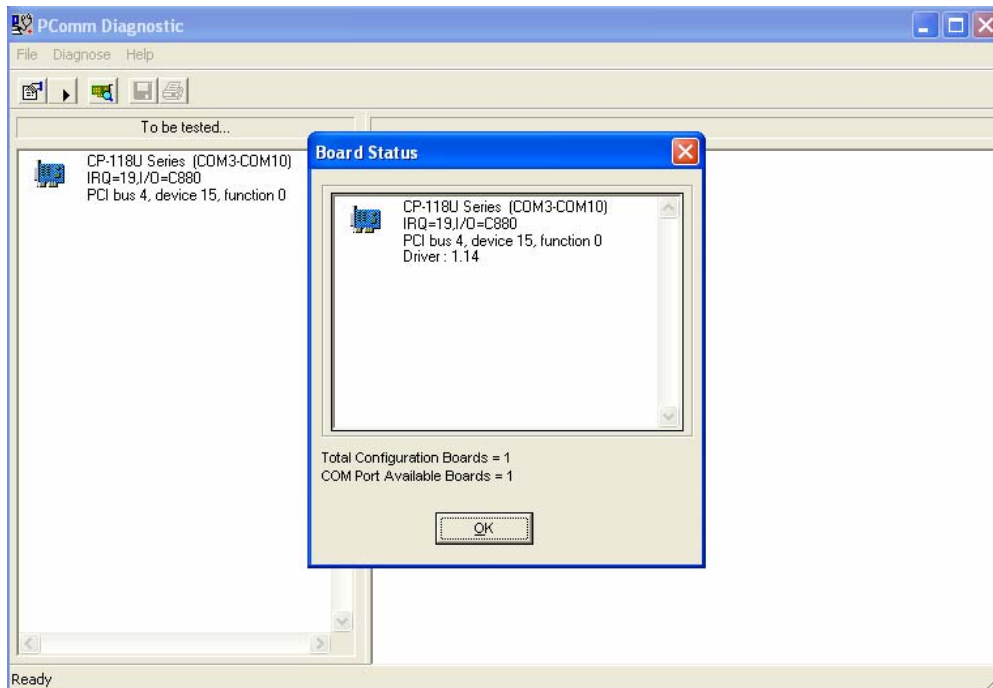 PComm Diagnostic
File Diagnose Help
To be tested...
CP-118U Series (COM3-COM10)
IRQ=19,I/O=C880
PCI bus 4, device 15, function 0
Board Status
CP-118U Series (COM3-COM10)
IRQ=19,I/O=C880
PCI bus 4, device 15, function 0
Driver : 1.14
Total Configuration Boards = 1
COM Port Available Boards = 1
OK
Ready